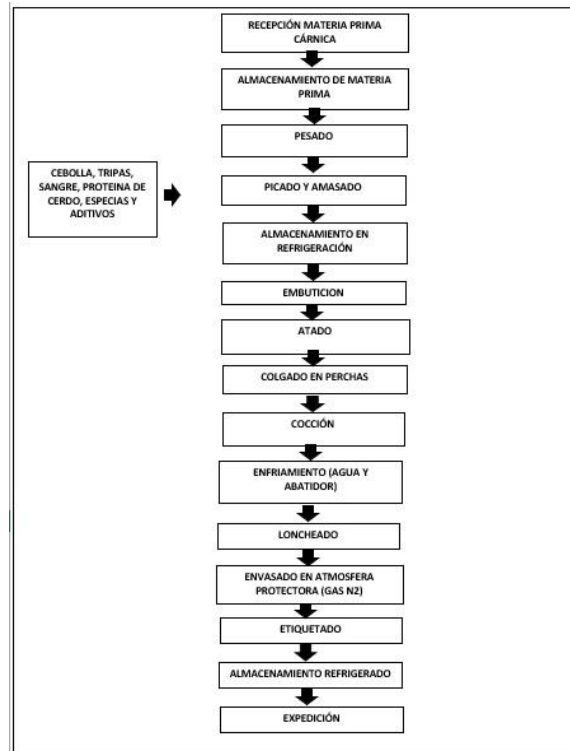 RECEPCIÓN MATERIA PRIMA
CÁRNICA
ALMACENAMIENTO DE MATERIA
PRIMA
PESADO
CEBOLLA, TRIPAS,
SANGRE, PROTEINA DE
CERDO, ESPECIAS Y
ADITIVOS
PICADO Y AMASADO
ALMACENAMIENTO EN
REFRIGERACIÓN
EMBUTICION
ATADO
COLGADO EN PERCHAS
COCCIÓN
ENFRIAMIENTO (AGUA Y
ABATIDOR)
LONCHEADO
ENVASADO EN ATMOSFERA
PROTECTORA (GAS N2)
ETIQUETADO
ALMACENAMIENTO REFRIGERADO
EXPEDICIÓN